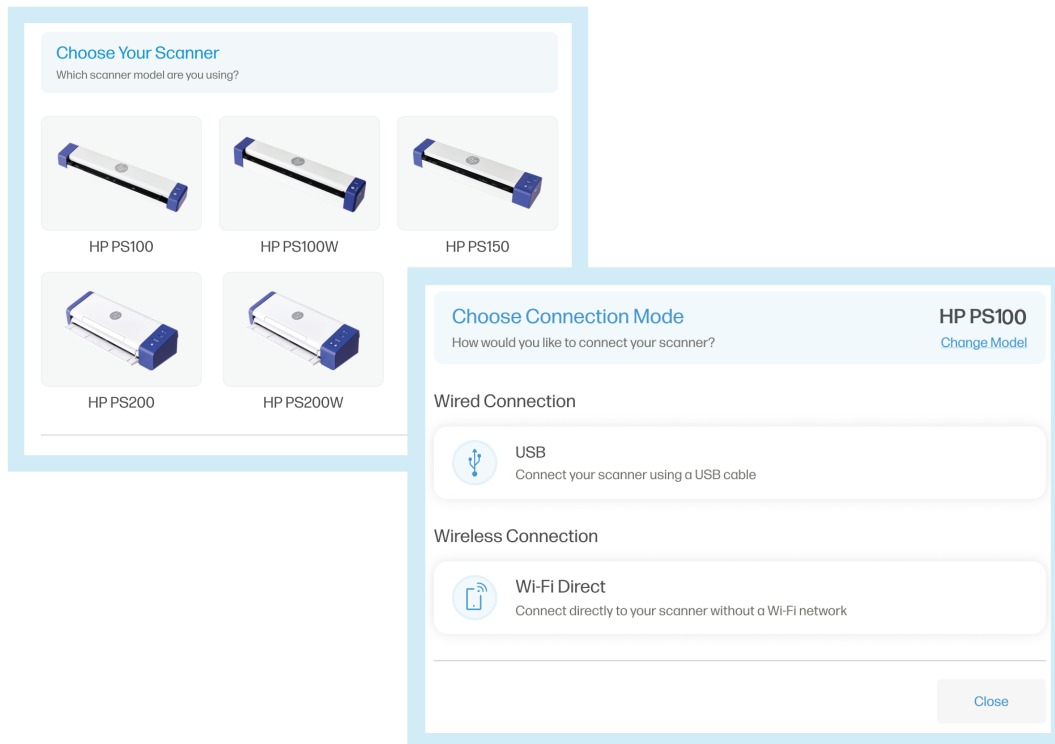 Choose Your Scanner
Which scanner model are you using?
HP PS100
HP PS100W
HP PS150
HP PS200
HP PS200W
Choose Connection Mode
HP PS100
How would you like to connect your scanner?
Change Model
Wired Connection
USB
Connect your scanner using a USB cable
Wireless Connection
Wi-Fi Direct
Connect directly to your scanner without a Wi-Fi network
Close